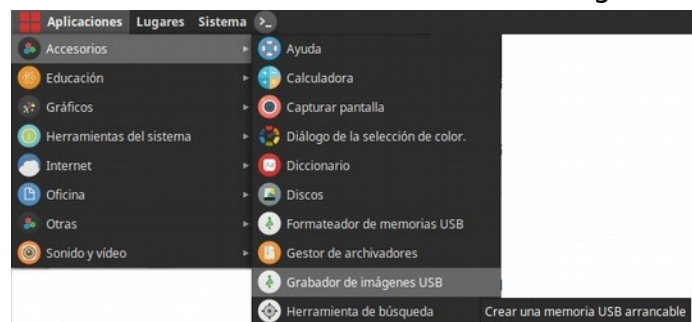 Aplicaciones Lugares Sistema
Accesorios
Educación
Gráficos
Herramientas del sistema
Internet
Oficina
Otras
Sonido y vídeo
Ayuda
Calculadora
Capturar pantalla
Diálogo de la selección de color.
Diccionario
Discos
Formateador de memorias USB
Gestor de archivadores
Grabador de imágenes USB
Herramienta de búsqueda
Crear una memoria USB arrancable